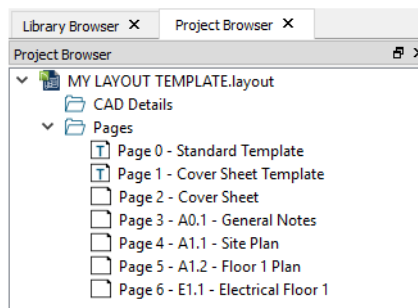 Library Browser
Project Browser
Project Browser
MY LAYOUT TEMPLATE.layout
CAD Details
Pages
Page 0 - Standard Template
Page 1 - Cover Sheet Template
Page 2 - Cover Sheet
Page 3 - A0.1 - General Notes
Page 4 - A1.1 - Site Plan
Page 5 - A1.2 - Floor 1 Plan
Page 6 - E1.1 - Electrical Floor 1